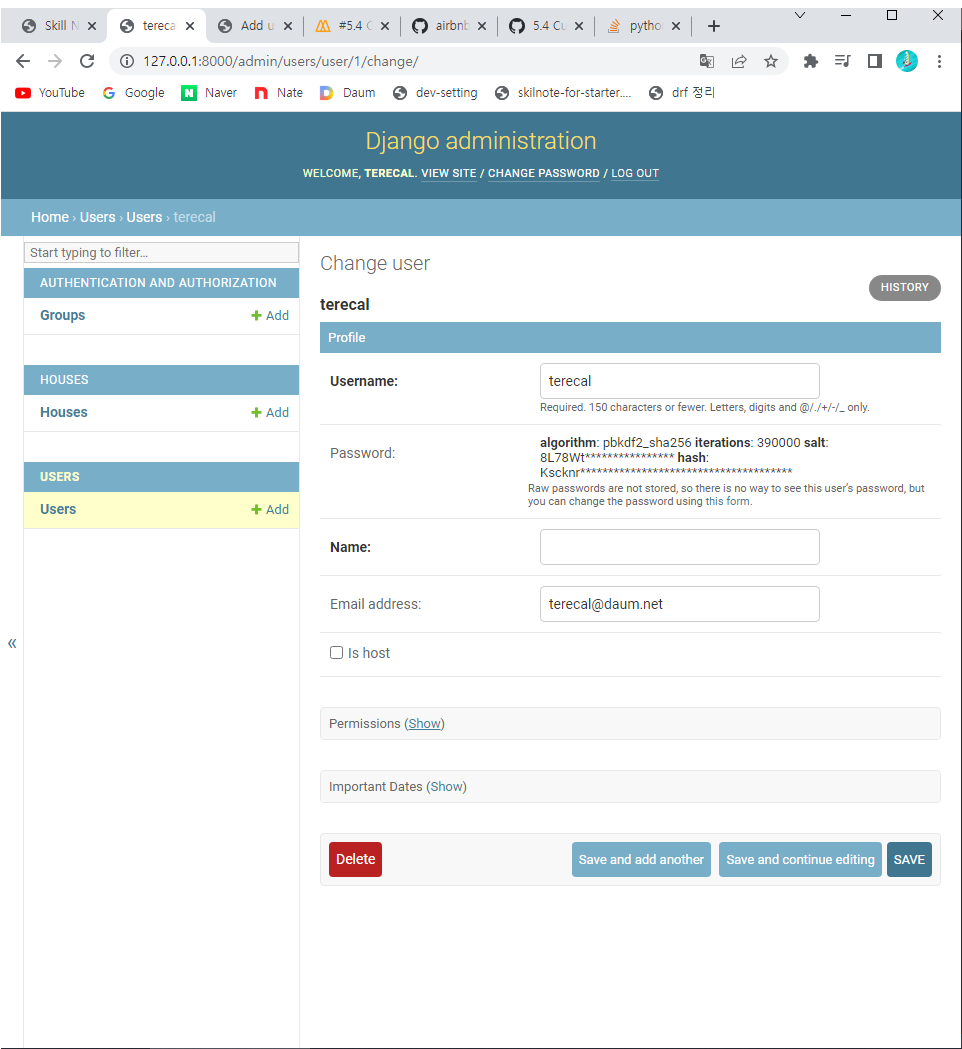 Skill N
tereca
Add u
#5.4 C
airbnb
5.4 Cu
pytho
127.0.0.1:8000/admin/users/user/1/change/
YouTube Google Naver Nate Daum dev-setting skilnote-for-starter.... drf 정리
Django administration
WELCOME, TERECAL. VIEW SITE / CHANGE PASSWORD / LOG OUT
Home › Users › Users › terecal
Start typing to filter...
AUTHENTICATION AND AUTHORIZATION
Groups + Add
HOUSES
Houses + Add
USERS
Users + Add
«
Change user
HISTORY
terecal
Profile
Username: terecal
Required. 150 characters or fewer. Letters, digits and @/./+/-/_ only.
Password: algorithm: pbkdf2_sha256 iterations: 390000 salt:
8L78Wt**************** hash:
Kscknr**************************************
Raw passwords are not stored, so there is no way to see this user's password, but
you can change the password using this form.
Name:
Email address: terecal@daum.net
Is host
Permissions (Show)
Important Dates (Show)
Delete Save and add another Save and continue editing SAVE